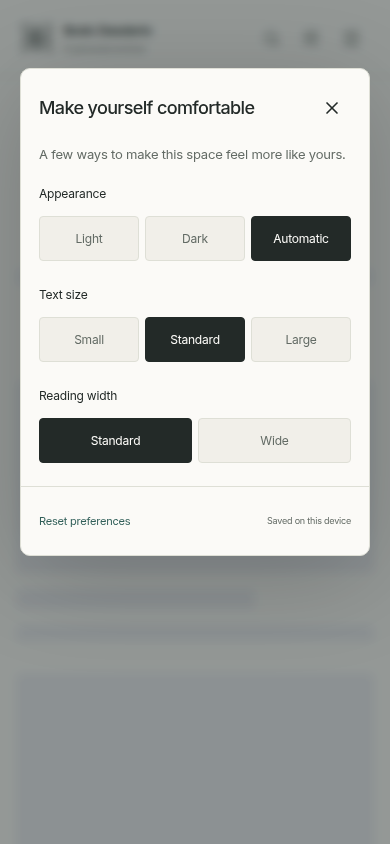 Make yourself comfortable
A few ways to make this space feel more like yours.
Appearance
Light
Dark
Automatic
Text size
Small
Standard
Large
Reading width
Standard
Wide
Reset preferences
Saved on this device